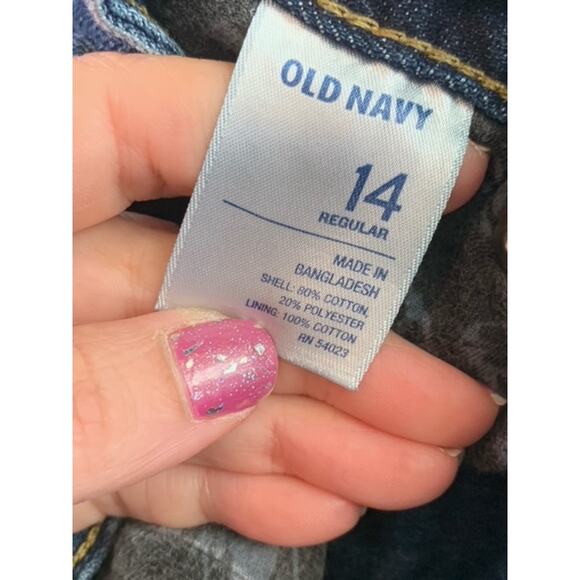 OLD NAVY
14
REGULAR
MADE IN
BANGLADESH
SHELL: 80% COTTON,
20% POLYESTER
LINING: 100% COTTON
RN 54023